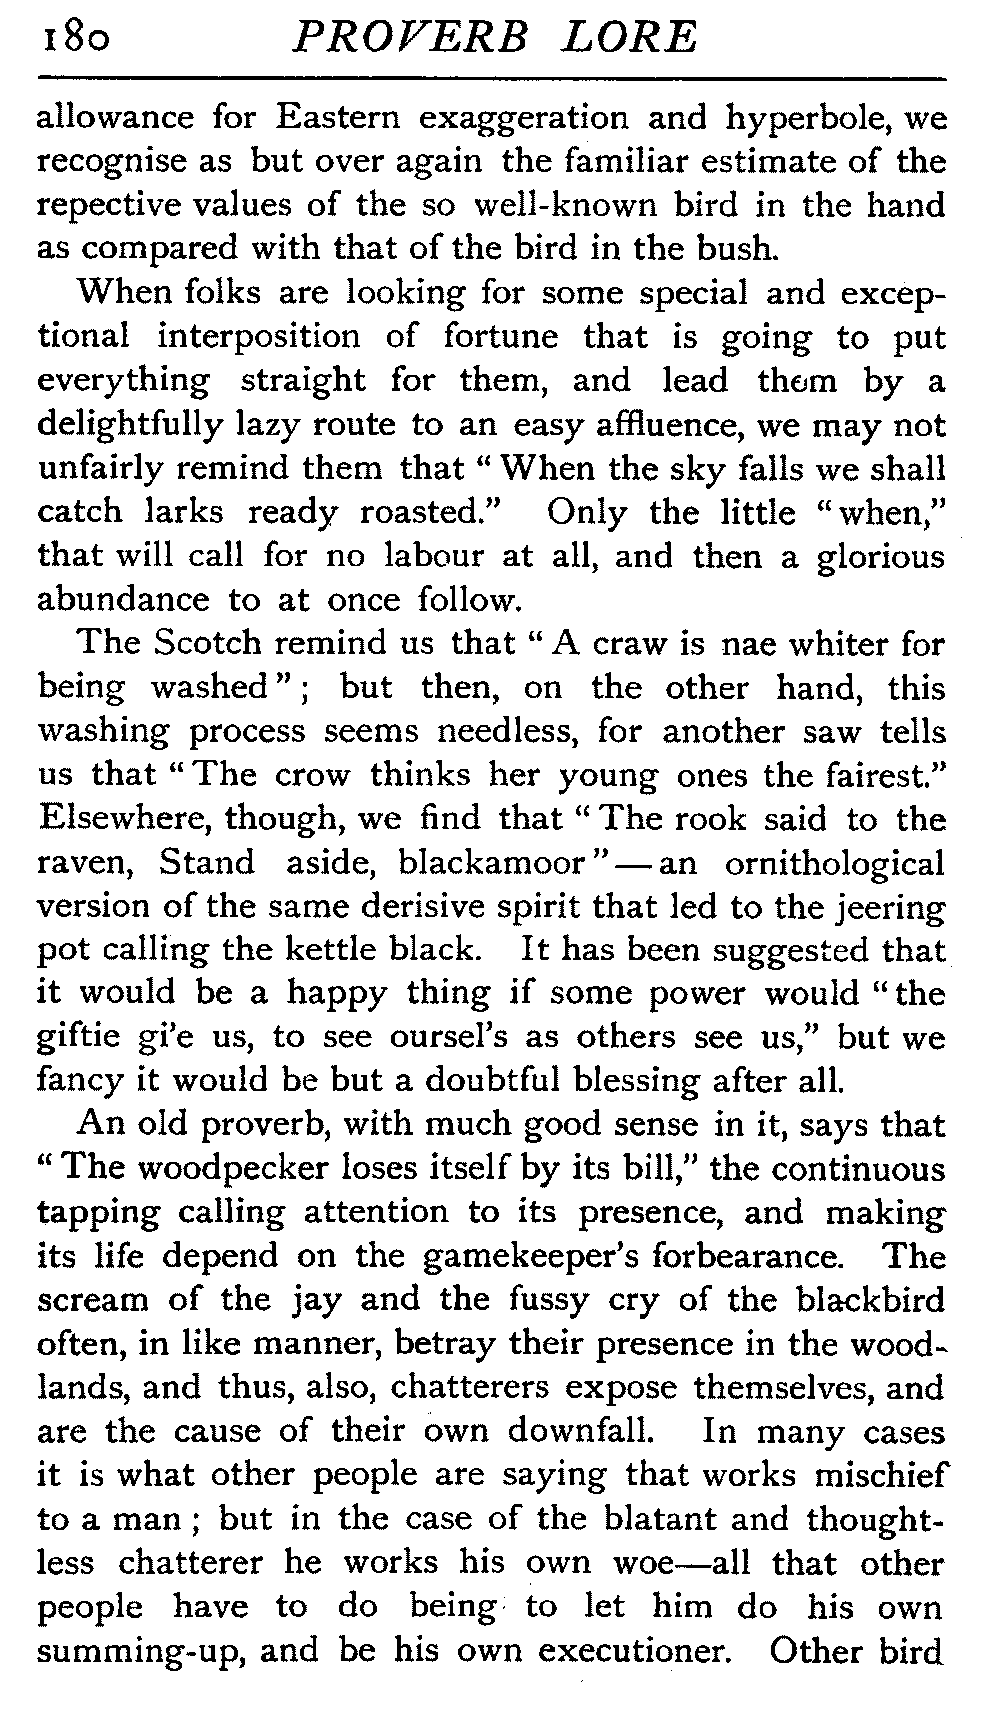 180 PROVERB LORE
allowance for Eastern exaggeration and hyperbole, we
recognise as but over again the familiar estimate of the
repective values of the so well-known bird in the hand
as compared with that of the bird in the bush.
When folks are looking for some special and excep-
tional interposition of fortune that is going to put
everything straight for them, and lead them by a
delightfully lazy route to an easy affluence, we may not
unfairly remind them that “When the sky falls we shall
catch larks ready roasted.” Only the little “when,”
that will call for no labour at all, and then a glorious
abundance to at once follow.
The Scotch remind us that “A craw is nae whiter for
being washed”; but then, on the other hand, this
washing process seems needless, for another saw tells
us that “The crow thinks her young ones the fairest.”
Elsewhere, though, we find that “The rook said to the
raven, Stand aside, blackamoor”—an ornithological
version of the same derisive spirit that led to the jeering
pot calling the kettle black. It has been suggested that
it would be a happy thing if some power would “the
giftie gi’e us, to see oursel’s as others see us,” but we
fancy it would be but a doubtful blessing after all.
An old proverb, with much good sense in it, says that
“The woodpecker loses itself by its bill,” the continuous
tapping calling attention to its presence, and making
its life depend on the gamekeeper’s forbearance. The
scream of the jay and the fussy cry of the blackbird
often, in like manner, betray their presence in the wood-
lands, and thus, also, chatterers expose themselves, and
are the cause of their own downfall. In many cases
it is what other people are saying that works mischief
to a man; but in the case of the blatant and thought-
less chatterer he works his own woe—all that other
people have to do being to let him do his own
summing-up, and be his own executioner. Other bird